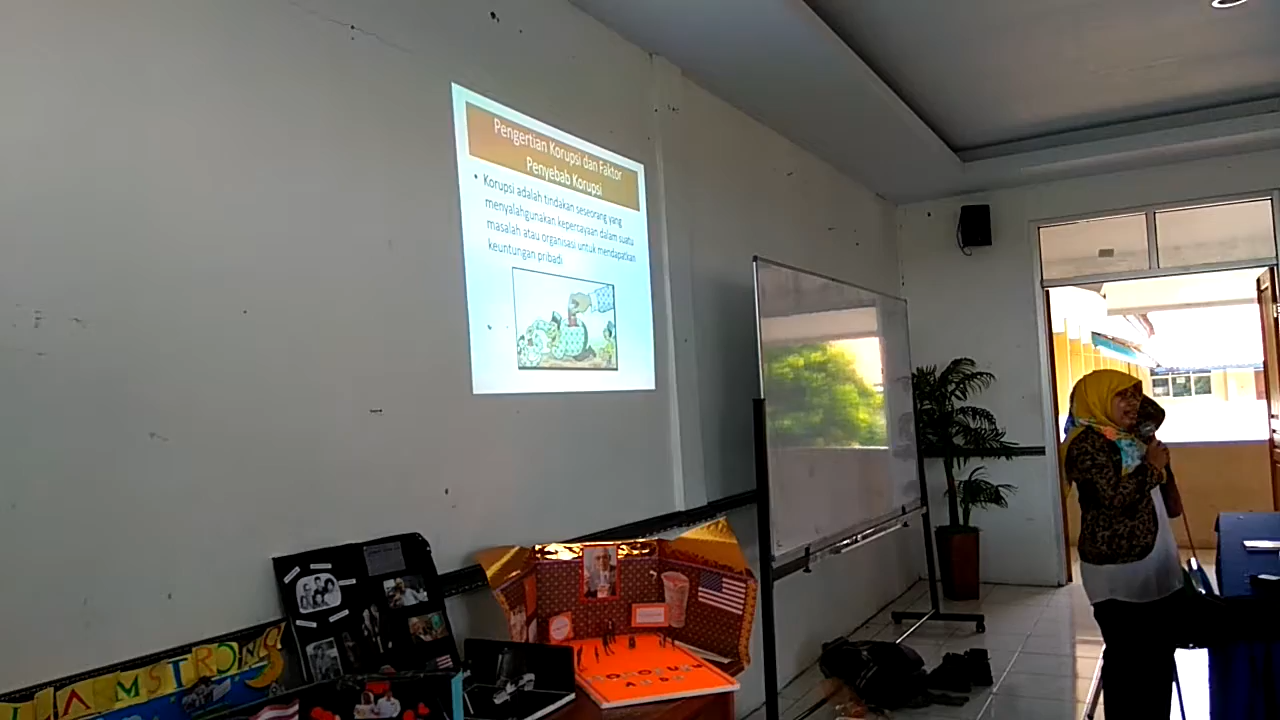 Pengertian Korupsi dan Faktor
Penyebab Korupsi
• Korupsi adalah tindakan seseorang yang
menyalahgunakan kepercayaan dalam suatu
masalah atau organisasi untuk mendapatkan
keuntungan pribadi
AMSTRONG